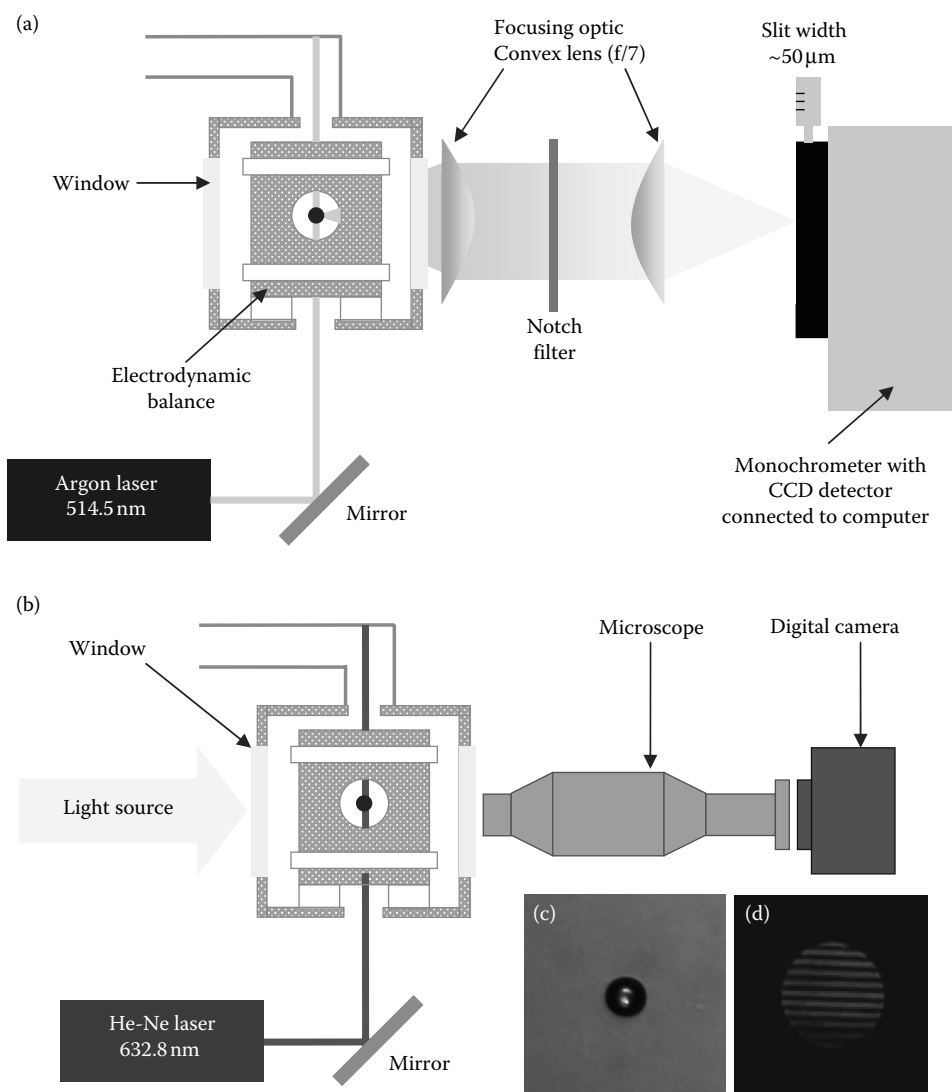 (a)
Focusing optic
Convex lens (f/7)
Slit width
~50 μm
Window
Notch
filter
Electrodynamic
balance
Argon laser
514.5 nm
Mirror
Monochrometer with
CCD detector
connected to computer
(b)
Window
Microscope
Digital camera
Light source
(c)
(d)
He-Ne laser
632.8 nm
Mirror